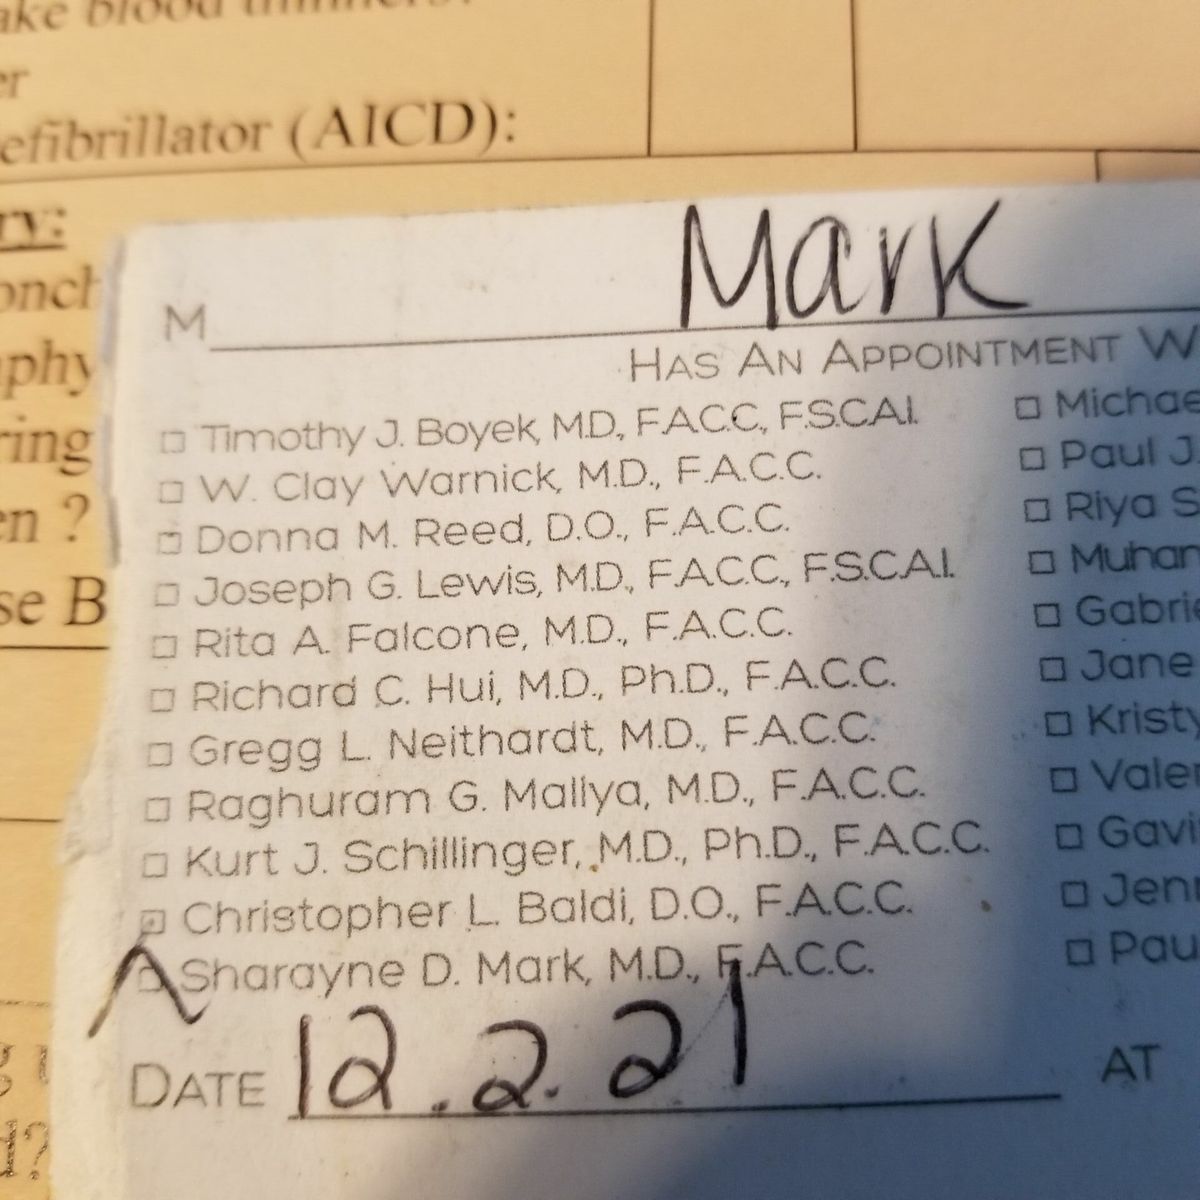 ake blood thinners?
er
efibrillator (AICD):
ry:
onch
aphy
ring
en ?
se B
M Mark
HAS AN APPOINTMENT W
Timothy J. Boyek, M.D., F.A.C.C., F.S.C.A.I.
W. Clay Warnick, M.D., F.A.C.C.
Donna M. Reed, D.O., F.A.C.C.
Joseph G. Lewis, M.D., F.A.C.C., F.S.C.A.I.
Rita A. Falcone, M.D., F.A.C.C.
Richard C. Hui, M.D., Ph.D., F.A.C.C.
Gregg L. Neithardt, M.D., F.A.C.C.
Raghuram G. Mallya, M.D., F.A.C.C.
Kurt J. Schillinger, M.D., Ph.D., F.A.C.C.
Christopher L. Baldi, D.O., F.A.C.C.
Sharayne D. Mark, M.D., F.A.C.C.
Michae
Paul J.
Riya S
Muham
Gabrie
Jane
Kristy
Valer
Gavi
Jenn
Pau
DATE 12.2.21 AT